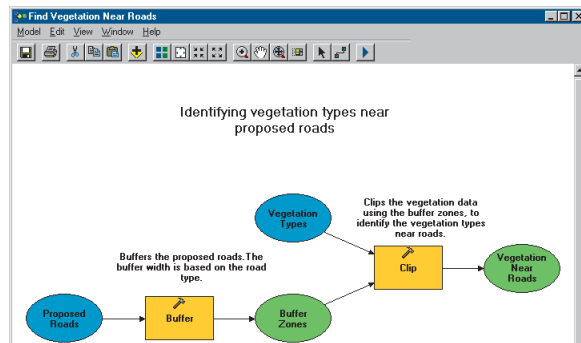 Find Vegetation Near Roads
Model Edit View Window Help
Identifying vegetation types near
proposed roads
Clips the vegetation data
using the buffer zones, to
identify the vegetation types
near roads.
Vegetation
Types
Buffers the proposed roads.The
buffer width is based on the road
type.
Clip
Vegetation
Near
Roads
Proposed
Roads
Buffer
Buffer
Zones